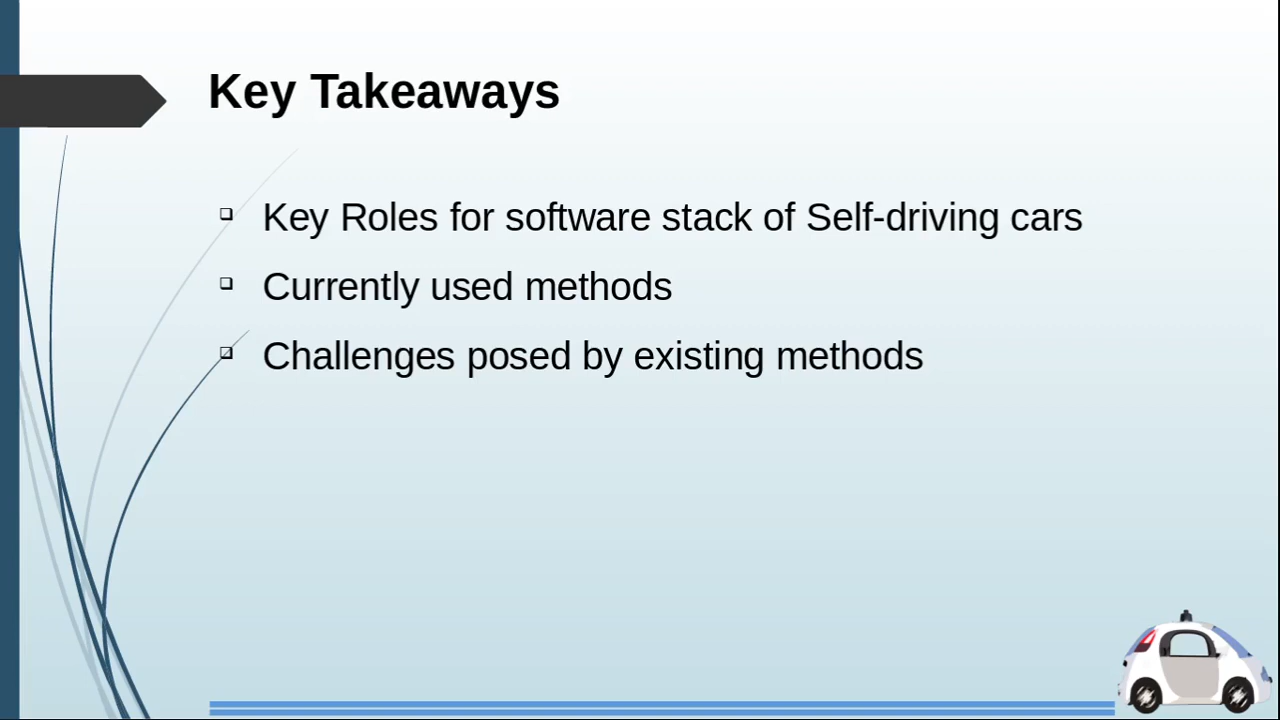 Key Takeaways
Key Roles for software stack of Self-driving cars
Currently used methods
Challenges posed by existing methods